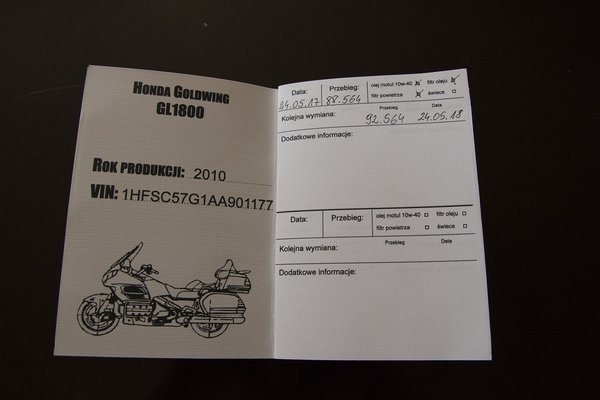 HONDA GOLDWING
GL1800
ROK PRODUKCJI: 2010
VIN: 1HFSC57G1AA901177
Data: Przebieg: olej motul 10w-40 filtr oleju
24.05.17 88.564 filtr powietrza świece
Kolejna wymiana: Przebieg Data
92.564 24.05.18
Dodatkowe informacje:
Data: Przebieg: olej motul 10w-40 filtr oleju
filtr powietrza świece
Kolejna wymiana: Przebieg Data
Dodatkowe informacje: